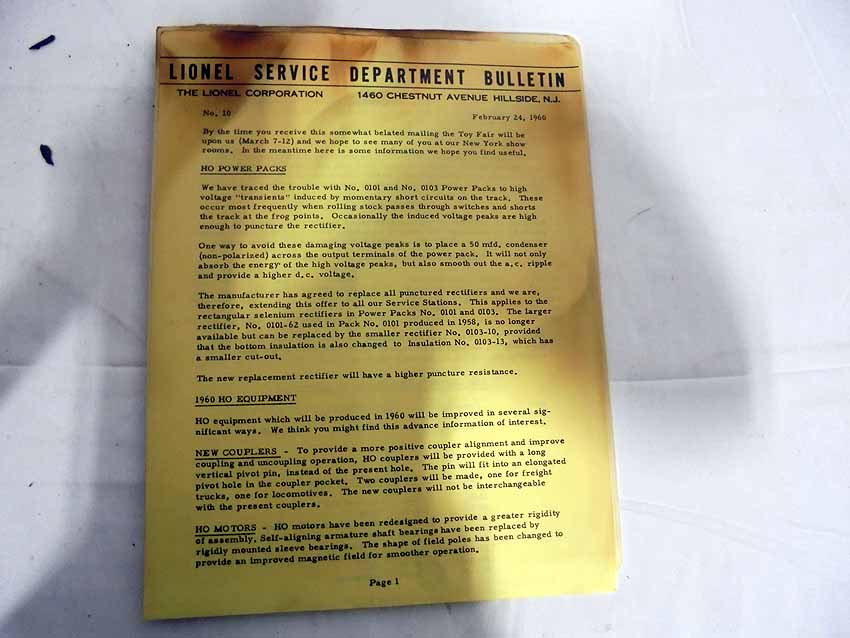 LIONEL SERVICE DEPARTMENT BULLETIN
THE LIONEL CORPORATION 1460 CHESTNUT AVENUE HILLSIDE, N.J.
No. 10 February 24, 1960
By the time you receive this somewhat belated mailing the Toy Fair will be
upon us (March 7-12) and we hope to see many of you at our New York show
rooms. In the meantime here is some information we hope you find useful.
HO POWER PACKS
We have traced the trouble with No. 0101 and No. 0103 Power Packs to high
voltage "transients" induced by momentary short circuits on the track. These
occur most frequently when rolling stock passes through switches and shorts
the track at the frog points. Occasionally the induced voltage peaks are high
enough to puncture the rectifier.
One way to avoid these damaging voltage peaks is to place a 50 mfd. condenser
(non-polarized) across the output terminals of the power pack. It will not only
absorb the energy of the high voltage peaks, but also smooth out the a.c. ripple
and provide a higher d.c. voltage.
The manufacturer has agreed to replace all punctured rectifiers and we are,
therefore, extending this offer to all our Service Stations. This applies to the
rectangular selenium rectifiers in Power Packs No. 0101 and 0103. The larger
rectifier, No. 0101-62 used in Pack No. 0101 produced in 1958, is no longer
available but can be replaced by the smaller rectifier No. 0103-10, provided
that the bottom insulation is also changed to Insulation No. 0103-13, which has
a smaller cut-out.
The new replacement rectifier will have a higher puncture resistance.
1960 HO EQUIPMENT
HO equipment which will be produced in 1960 will be improved in several sig-
nificant ways. We think you might find this advance information of interest.
NEW COUPLERS - To provide a more positive coupler alignment and improve
coupling and uncoupling operation, HO couplers will be provided with a long
vertical pivot pin, instead of the present hole. The pin will fit into an elongated
pivot hole in the coupler pocket. Two couplers will be made, one for freight
trucks, one for locomotives. The new couplers will not be interchangeable
with the present couplers.
HO MOTORS - HO motors have been redesigned to provide a greater rigidity
of assembly. Self-aligning armature shaft bearings have been replaced by
rigidly mounted sleeve bearings. The shape of field poles has been changed to
provide an improved magnetic field for smoother operation.
Page 1